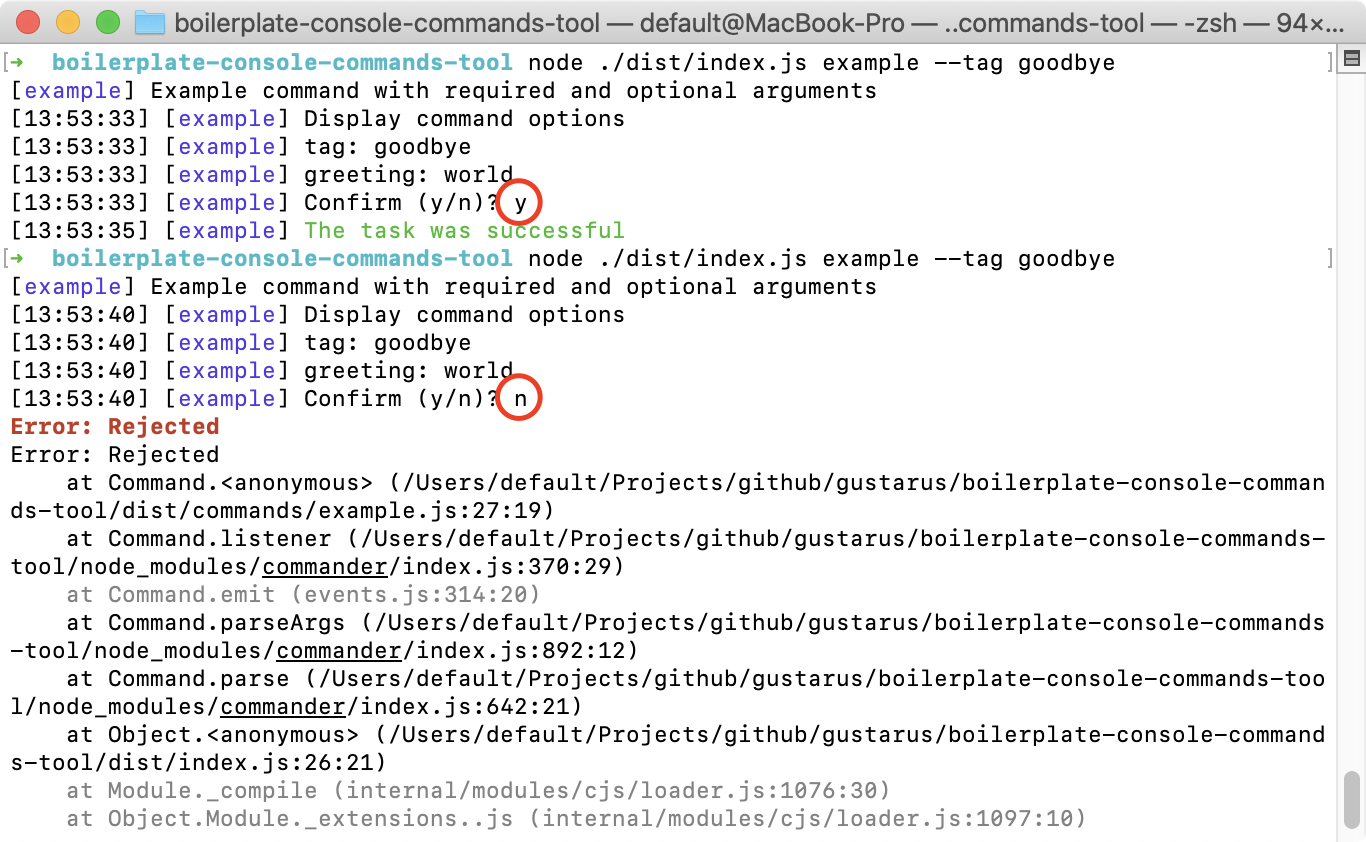 boilerplate-console-commands-tool — default@MacBook-Pro — ..commands-tool — -zsh — 94×...
[➜  boilerplate-console-commands-tool node ./dist/index.js example --tag goodbye ]
[example] Example command with required and optional arguments
[13:53:33] [example] Display command options
[13:53:33] [example] tag: goodbye
[13:53:33] [example] greeting: world
[13:53:33] [example] Confirm (y/n)? y
[13:53:35] [example] The task was successful
[➜  boilerplate-console-commands-tool node ./dist/index.js example --tag goodbye ]
[example] Example command with required and optional arguments
[13:53:40] [example] Display command options
[13:53:40] [example] tag: goodbye
[13:53:40] [example] greeting: world
[13:53:40] [example] Confirm (y/n)? n
Error: Rejected
Error: Rejected
    at Command.<anonymous> (/Users/default/Projects/github/gustarus/boilerplate-console-comman
ds-tool/dist/commands/example.js:27:19)
    at Command.listener (/Users/default/Projects/github/gustarus/boilerplate-console-commands-
tool/node_modules/commander/index.js:370:29)
    at Command.emit (events.js:314:20)
    at Command.parseArgs (/Users/default/Projects/github/gustarus/boilerplate-console-commands
-tool/node_modules/commander/index.js:892:12)
    at Command.parse (/Users/default/Projects/github/gustarus/boilerplate-console-commands-too
l/node_modules/commander/index.js:642:21)
    at Object.<anonymous> (/Users/default/Projects/github/gustarus/boilerplate-console-command
s-tool/dist/index.js:26:21)
    at Module._compile (internal/modules/cjs/loader.js:1076:30)
    at Object.Module._extensions..js (internal/modules/cjs/loader.js:1097:10)